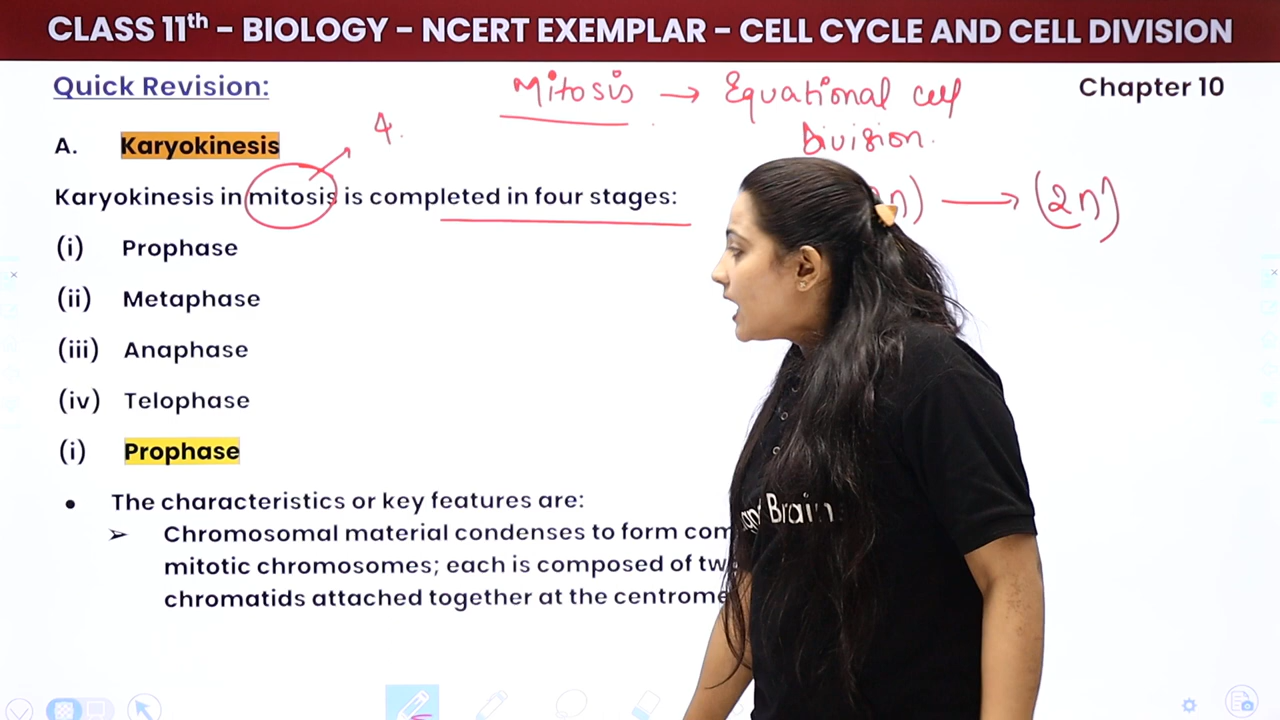 CLASS 11th – BIOLOGY – NCERT EXEMPLAR – CELL CYCLE AND CELL DIVISION
Quick Revision:
Mitosis → Equational cell
Division.
Chapter 10
4.
A. Karyokinesis
Karyokinesis in mitosis is completed in four stages:
n) → (2n)
(i) Prophase
(ii) Metaphase
(iii) Anaphase
(iv) Telophase
(i) Prophase
• The characteristics or key features are:
➢ Chromosomal material condenses to form com
mitotic chromosomes; each is composed of tw
chromatids attached together at the centrome
Brain